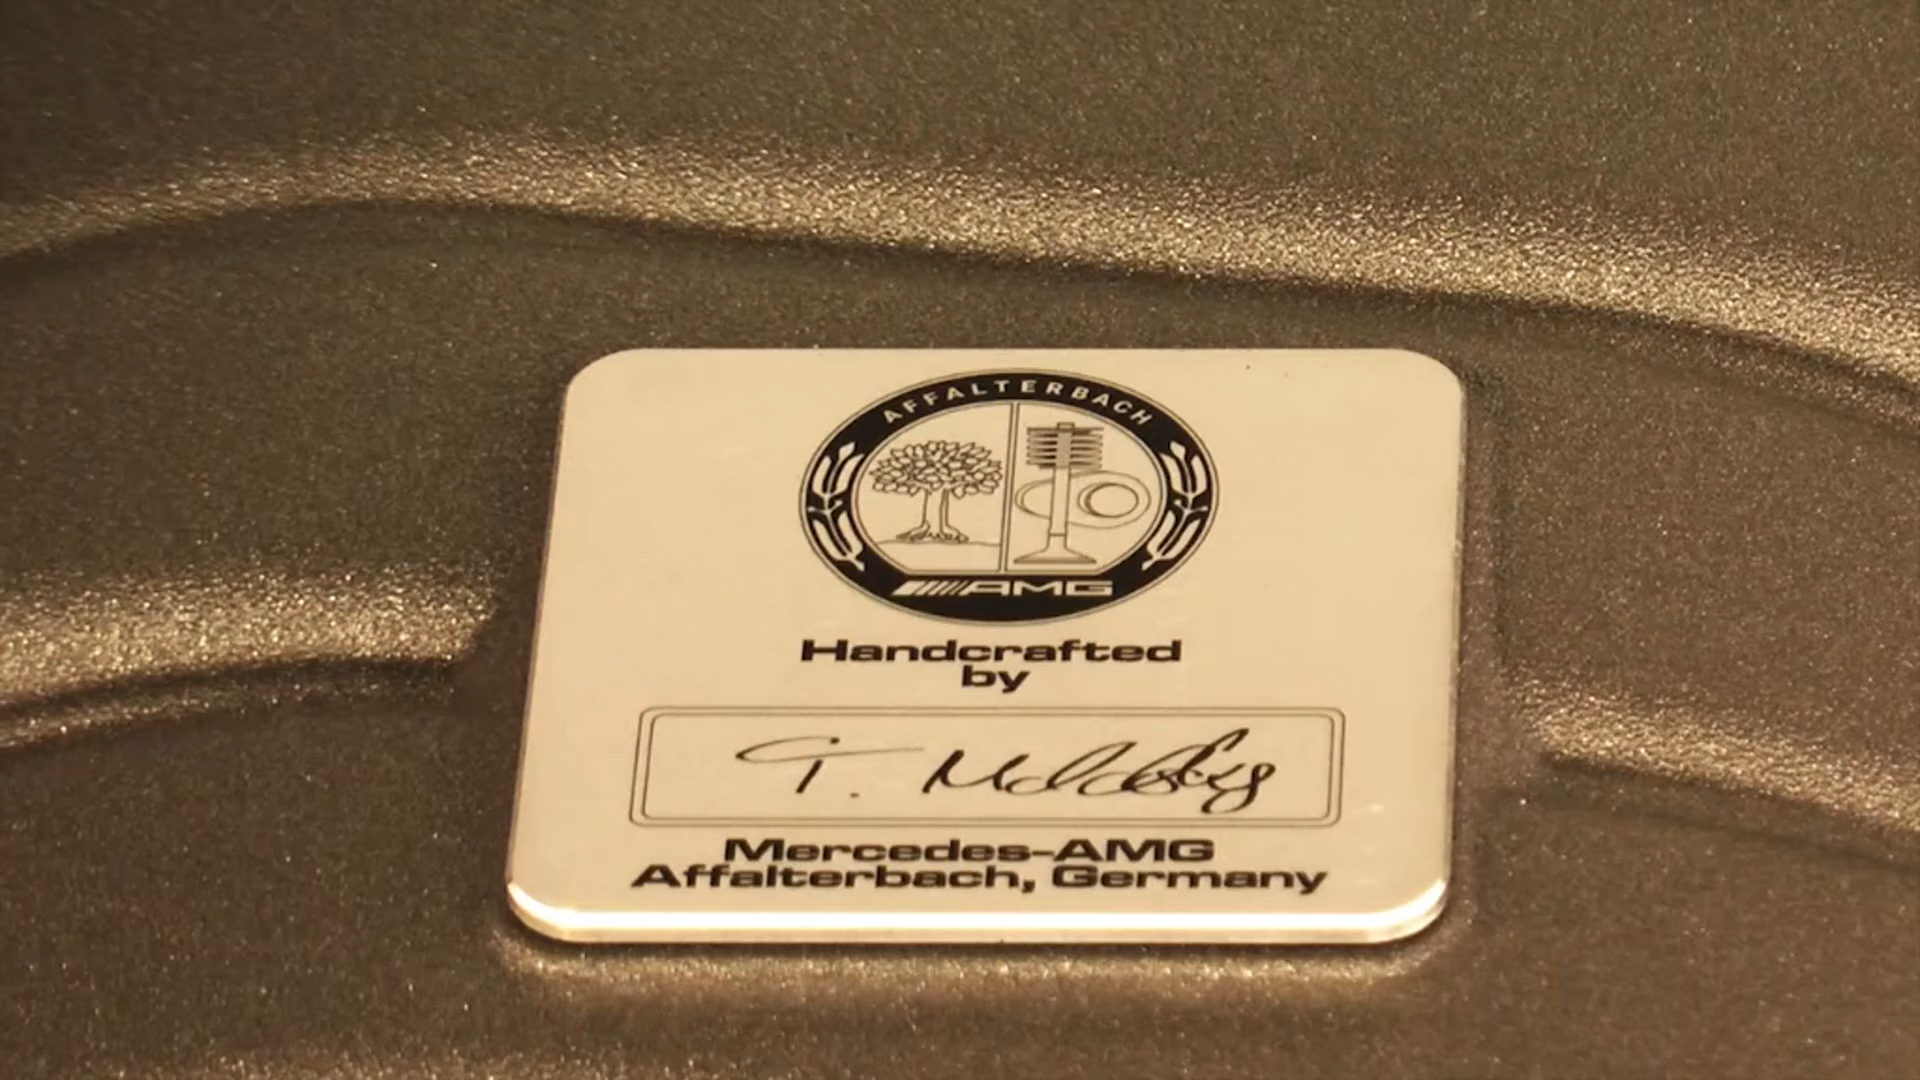 AFFALTERBACH
AMG
Handcrafted
by
T.
Mercedes-AMG
Affalterbach, Germany